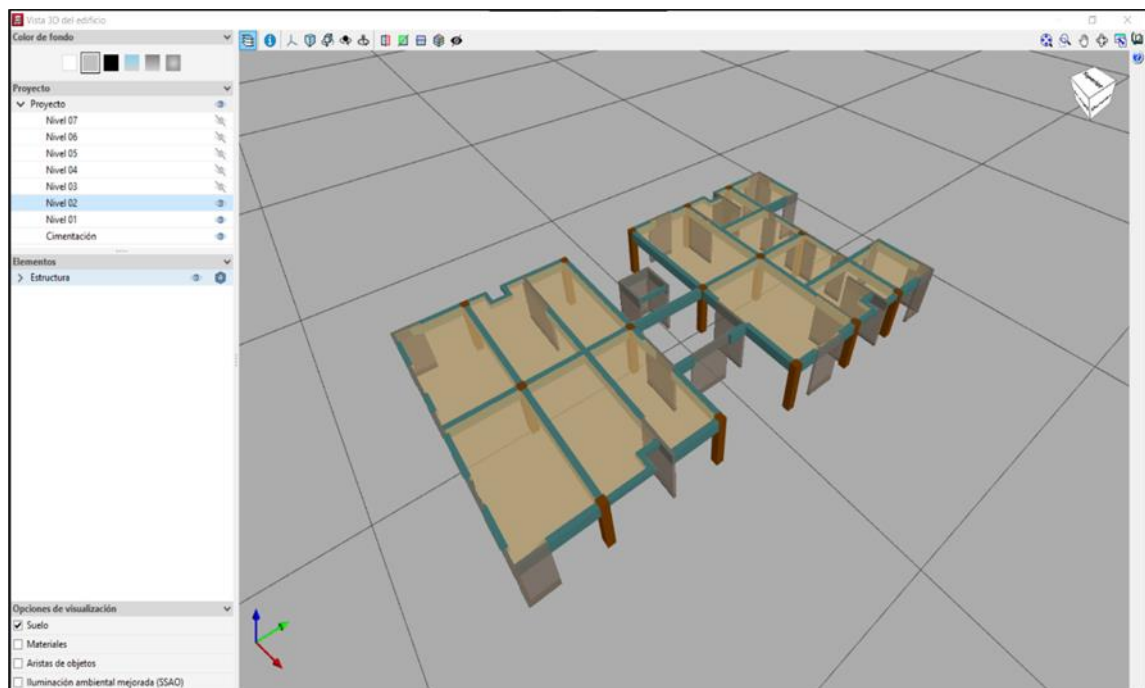 Vista 3D del edificio
Color de fondo
Proyecto
Proyecto
Nivel 07
Nivel 06
Nivel 05
Nivel 04
Nivel 03
Nivel 02
Nivel 01
Cimentación
Elementos
Estructura
Opciones de visualización
Suelo
Materiales
Aristas de objetos
Iluminación ambiental mejorada (SSAO)